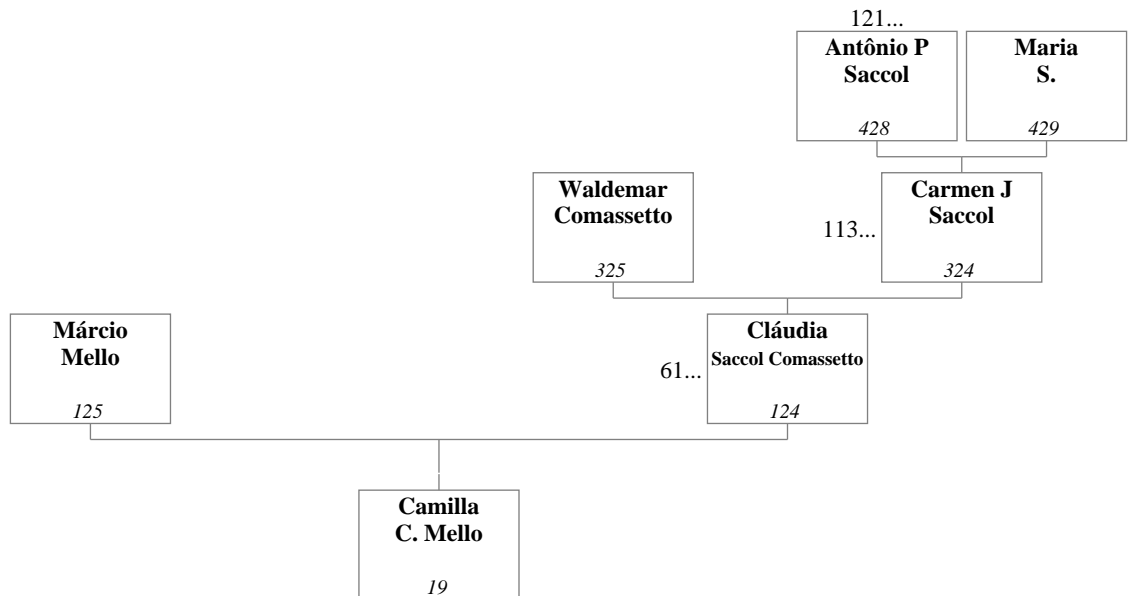 121...
Antônio P
Saccol
428
Maria
S.
429
Waldemar
Comassetto
325
113...
Carmen J
Saccol
324
Márcio
Mello
125
61...
Cláudia
Saccol Comassetto
124
Camilla
C. Mello
19